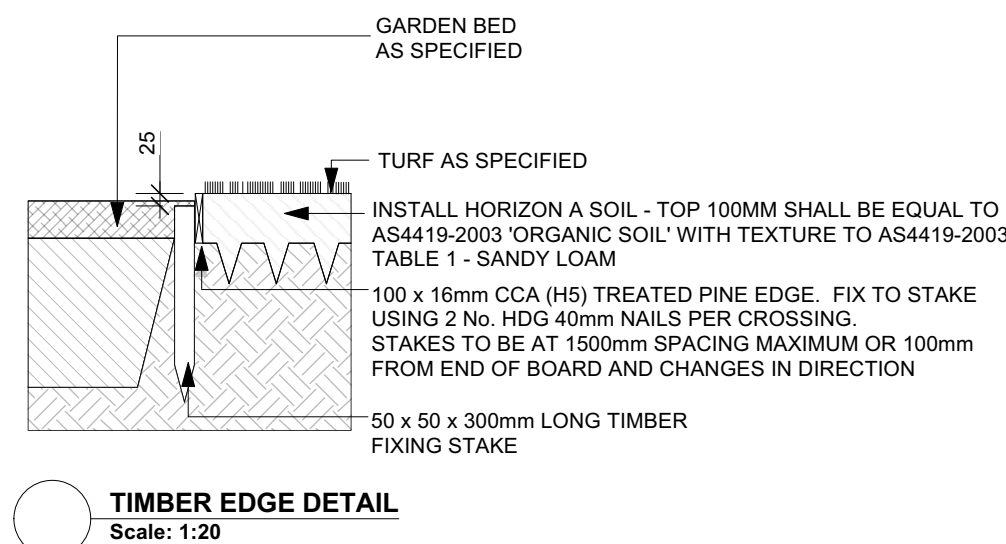 GARDEN BED
AS SPECIFIED
25
TURF AS SPECIFIED
INSTALL HORIZON A SOIL - TOP 100MM SHALL BE EQUAL TO
AS4419-2003 'ORGANIC SOIL' WITH TEXTURE TO AS4419-2003
TABLE 1 - SANDY LOAM
100 x 16mm CCA (H5) TREATED PINE EDGE. FIX TO STAKE
USING 2 No. HDG 40mm NAILS PER CROSSING.
STAKES TO BE AT 1500mm SPACING MAXIMUM OR 100mm
FROM END OF BOARD AND CHANGES IN DIRECTION
50 x 50 x 300mm LONG TIMBER
FIXING STAKE
TIMBER EDGE DETAIL
Scale: 1:20